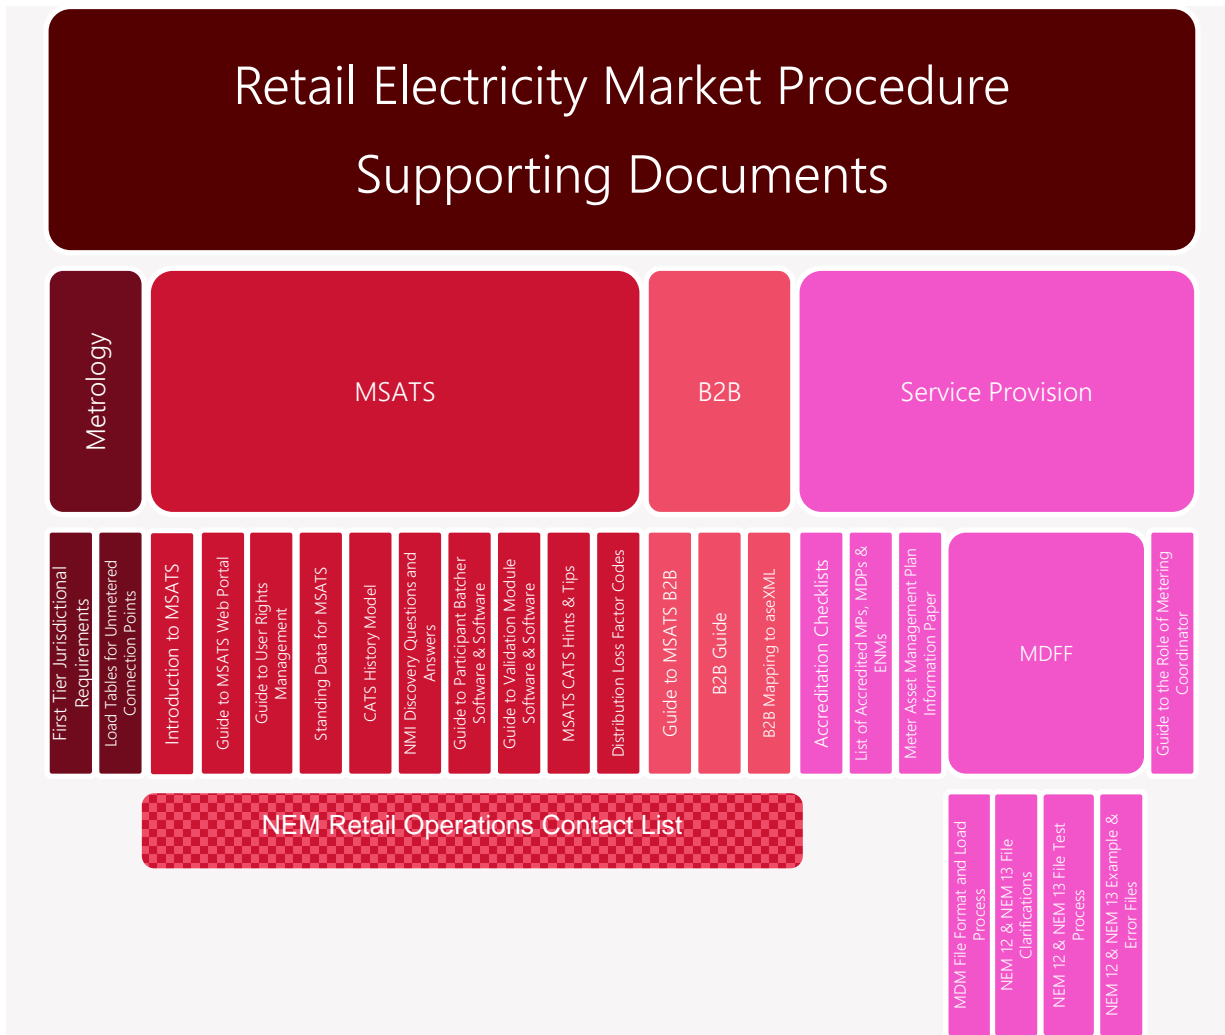 Retail Electricity Market Procedure
Supporting Documents
Metrology
MSATS
B2B
Service Provision
First Tier Jurisdictional
Requirements
Load Tables for Unmetered
Connection Points
Introduction to MSATS
Guide to MSATS Web Portal
Guide to User Rights
Management
Standing Data for MSATS
CATS History Model
NMI Discovery Questions and
Answers
Guide to Participant Batcher
Software & Software
Guide to Validation Module
Software & Software
MSATS CATS Hints & Tips
Distribution Loss Factor Codes
Guide to MSATS B2B
B2B Guide
B2B Mapping to aseXML
Accreditation Checklists
List of Accredited MPs, MDPs &
ENMs
Meter Asset Management Plan
Information Paper
MDFF
Guide to the Role of Metering
Coordinator
NEM Retail Operations Contact List
MDM File Format and Load
Process
NEM 12 & NEM 13 File
Clarifications
NEM 12 & NEM 13 File Test
Process
NEM 12 & NEM 13 Example &
Error Files